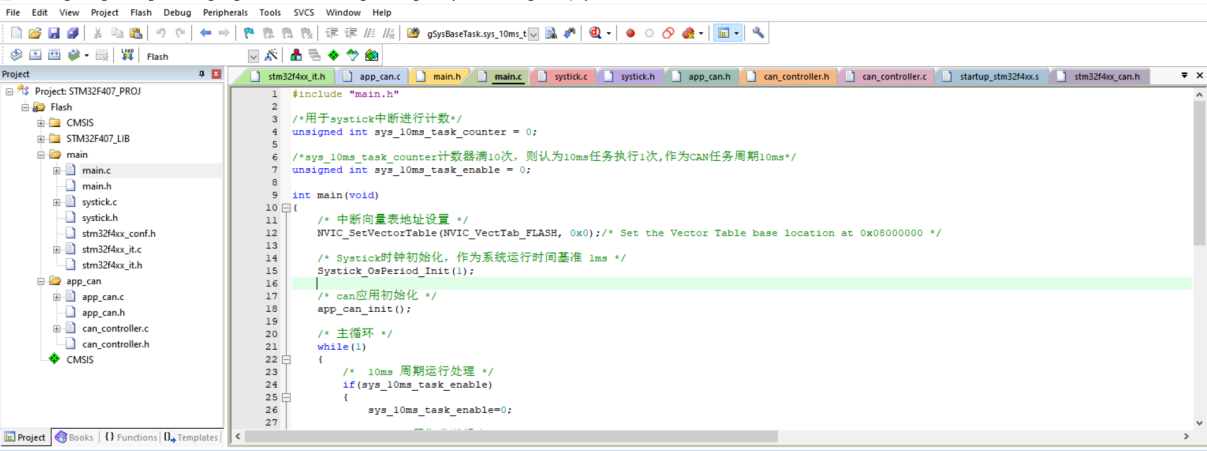 File Edit View Project Flash Debug Peripherals Tools SVCS Window Help
gSysBaseTask.sys_10ms_t
LOAD Flash
Project
stm32f4xx_it.h app_can.c main.h main.c systick.c systick.h app_can.h can_controller.h can_controller.c startup_stm32f4xx.s stm32f4xx_can.h
Project: STM32F407_PROJ
Flash
CMSIS
STM32F407_LIB
main
main.c
main.h
systick.c
systick.h
stm32f4xx_conf.h
stm32f4xx_it.c
stm32f4xx_it.h
app_can
app_can.c
app_can.h
can_controller.c
can_controller.h
CMSIS
Project Books {} Functions Templates
1 #include "main.h"
2
3 /*用于systick中断进行计数*/
4 unsigned int sys_10ms_task_counter = 0;
5
6 /*sys_10ms_task_counter计数器满10次，则认为10ms任务执行1次,作为CAN任务周期10ms*/
7 unsigned int sys_10ms_task_enable = 0;
8
9 int main(void)
10 {
11 /* 中断向量表地址设置 */
12 NVIC_SetVectorTable(NVIC_VectTab_FLASH, 0x0);/* Set the Vector Table base location at 0x08000000 */
13
14 /* Systick时钟初始化，作为系统运行时间基准 1ms */
15 Systick_OsPeriod_Init(1);
16
17 /* can应用初始化 */
18 app_can_init();
19
20 /* 主循环 */
21 while(1)
22 {
23 /* 10ms 周期运行处理 */
24 if(sys_10ms_task_enable)
25 {
26 sys_10ms_task_enable=0;
27